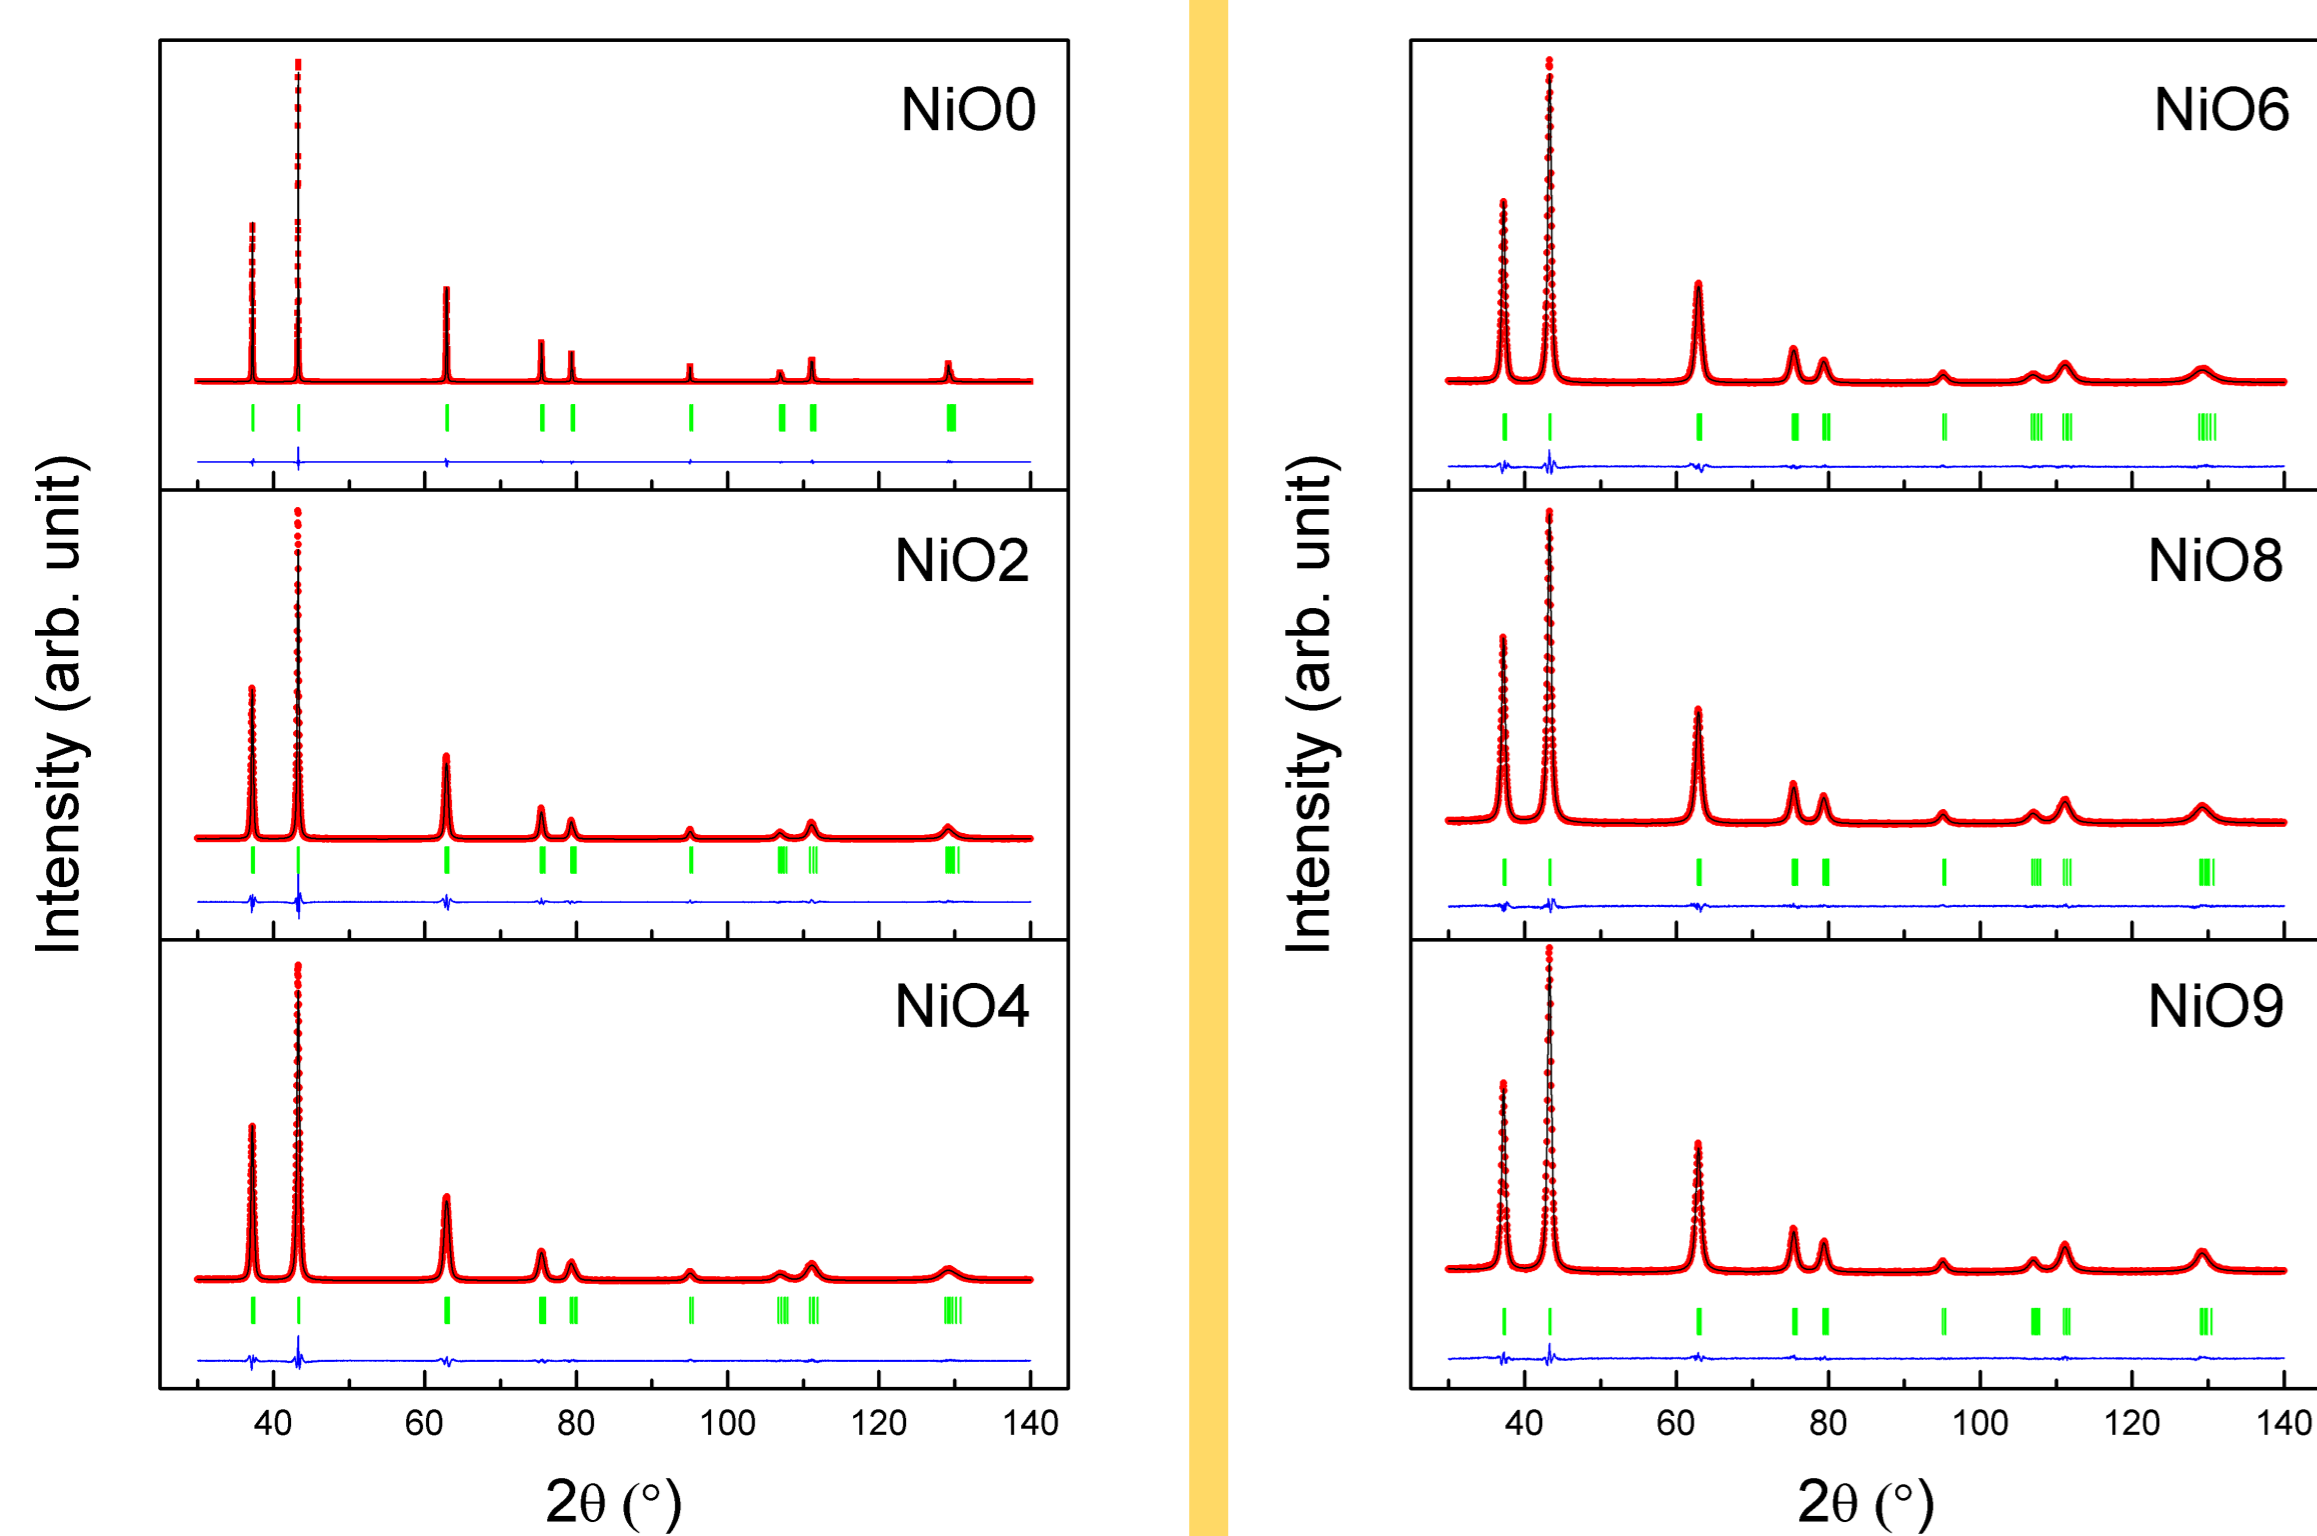 Intensity (arb. unit)
NiO0
NiO2
NiO4
40 60 80 100 120 140
2θ (°)
Intensity (arb. unit)
NiO6
NiO8
NiO9
40 60 80 100 120 140
2θ (°)